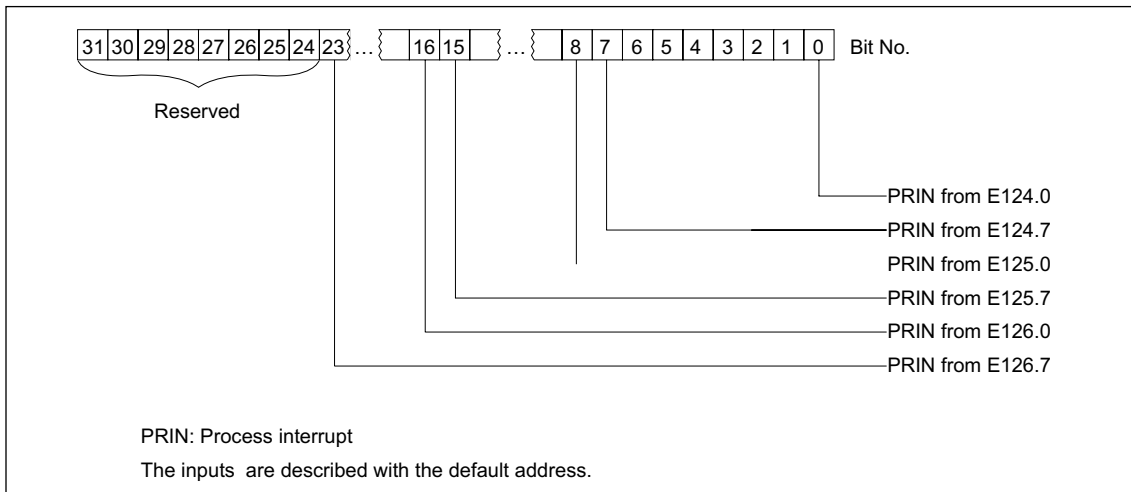 31 30 29 28 27 26 25 24 23 ... 16 15 ... 8 7 6 5 4 3 2 1 0 Bit No.
Reserved
PRIN from E124.0
PRIN from E124.7
PRIN from E125.0
PRIN from E125.7
PRIN from E126.0
PRIN from E126.7
PRIN: Process interrupt
The inputs are described with the default address.